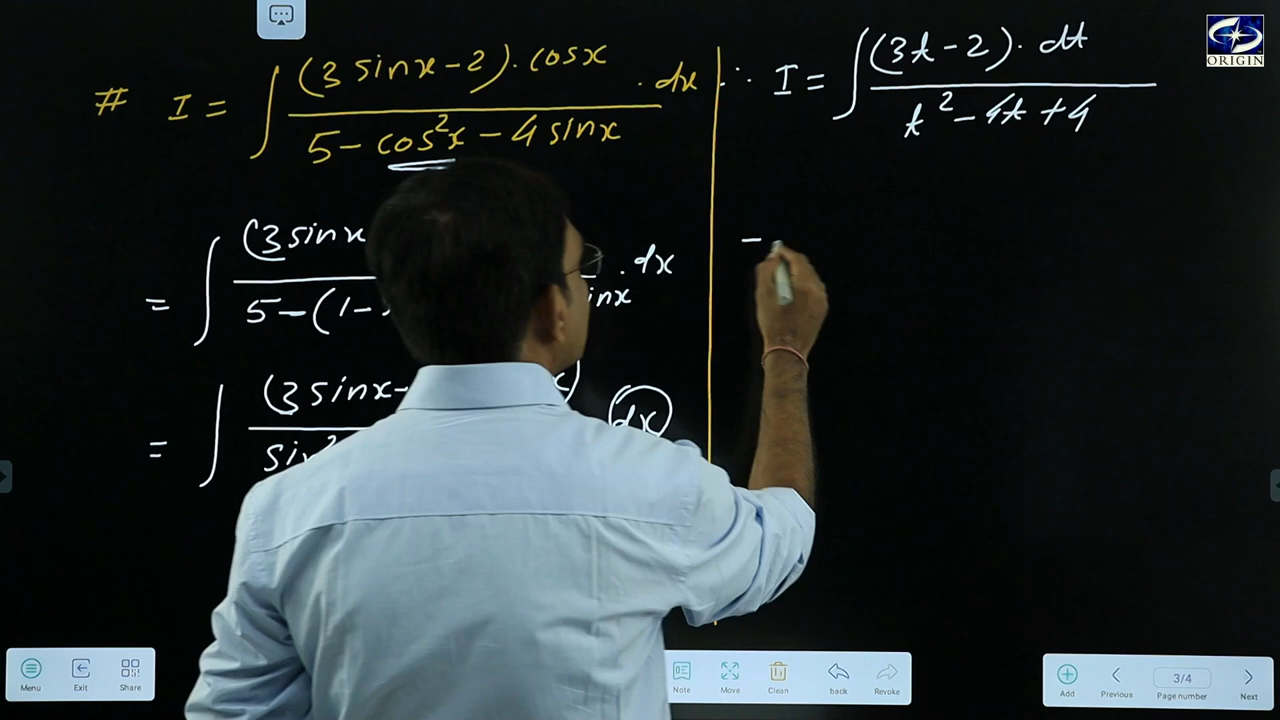 # I = ∫ (3 sinx - 2) . cosx / 5 - cos²x - 4 sinx . dx
= ∫ (3 sinx / 5 - (1 - inx . dx
= ∫ (3 sinx - / sin² dx
∴ I = ∫ (3t - 2) . dt / t² - 4t + 4
ORIGIN
Menu
Exit
Share
Note
Move
Clean
back
Revoke
Add
Previous
3/4
Page number
Next